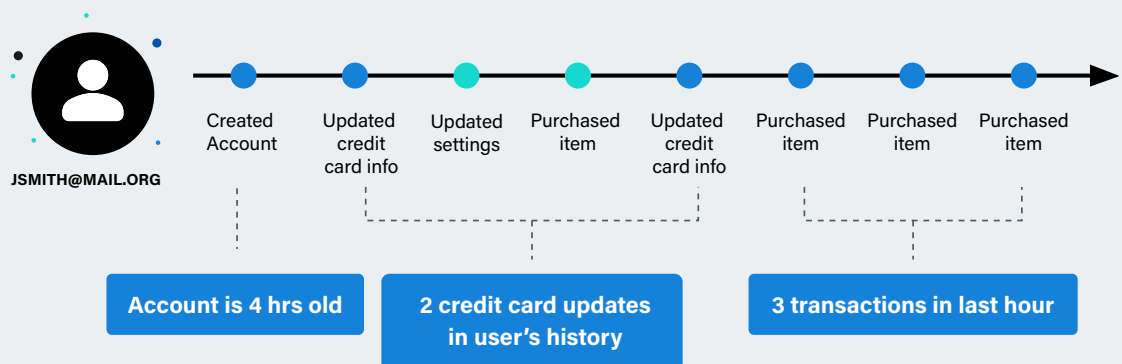 JSMITH@MAIL.ORG
Created
Account
Updated
credit
card info
Updated
settings
Purchased
item
Updated
credit
card info
Purchased
item
Purchased
item
Purchased
item
Account is 4 hrs old
2 credit card updates
in user’s history
3 transactions in last hour